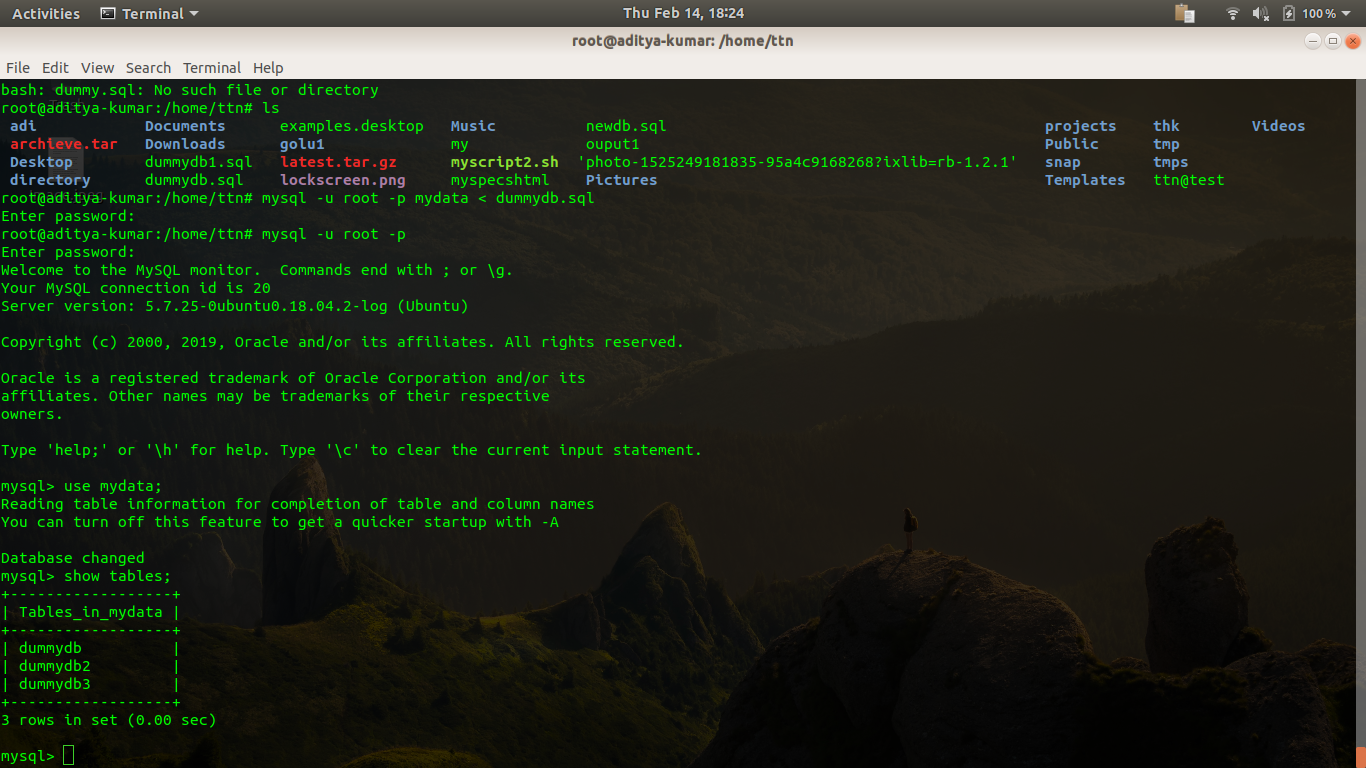 Activities Terminal Thu Feb 14, 18:24 100 %
root@aditya-kumar: /home/ttn
File Edit View Search Terminal Help
bash: dummy.sql: No such file or directory
root@aditya-kumar:/home/ttn# ls
adi Documents examples.desktop Music newdb.sql projects thk Videos
archieve.tar Downloads golu1 my ouput1 Public tmp
Desktop dummydb1.sql latest.tar.gz myscript2.sh 'photo-1525249181835-95a4c9168268?ixlib=rb-1.2.1' snap tmps
directory dummydb.sql lockscreen.png myspecshtml Pictures Templates ttn@test
root@aditya-kumar:/home/ttn# mysql -u root -p mydata < dummydb.sql
Enter password:
root@aditya-kumar:/home/ttn# mysql -u root -p
Enter password:
Welcome to the MySQL monitor.  Commands end with ; or \g.
Your MySQL connection id is 20
Server version: 5.7.25-0ubuntu0.18.04.2-log (Ubuntu)
Copyright (c) 2000, 2019, Oracle and/or its affiliates. All rights reserved.
Oracle is a registered trademark of Oracle Corporation and/or its
affiliates. Other names may be trademarks of their respective
owners.
Type 'help;' or '\h' for help. Type '\c' to clear the current input statement.
mysql> use mydata;
Reading table information for completion of table and column names
You can turn off this feature to get a quicker startup with -A
Database changed
mysql> show tables;
+------------------+
| Tables_in_mydata |
+------------------+
| dummydb          |
| dummydb2         |
| dummydb3         |
+------------------+
3 rows in set (0.00 sec)
mysql>